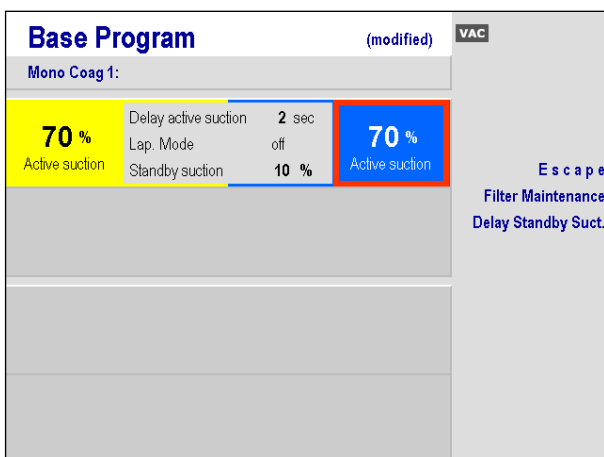 Base Program (modified)
VAC
Mono Coag 1:
70 %
Active suction
Delay active suction 2 sec
Lap. Mode off
Standby suction 10 %
70 %
Active suction
Escape
Filter Maintenance
Delay Standby Suct.